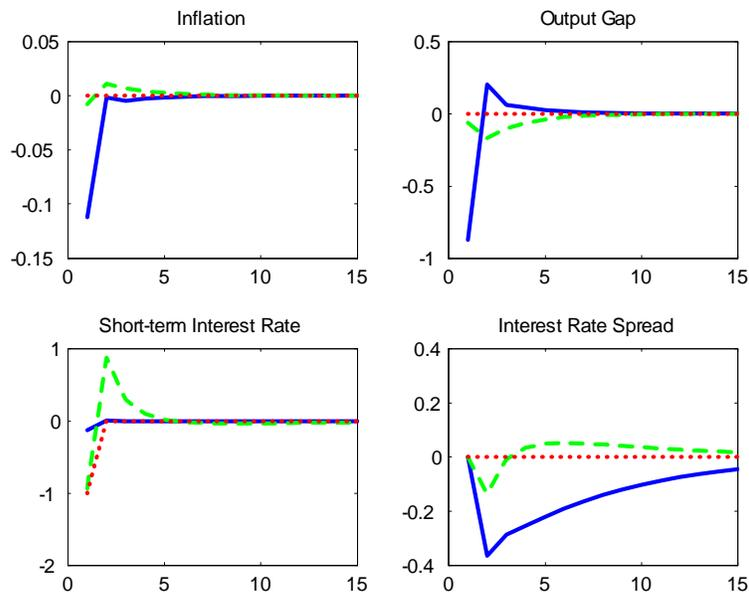 Inflation
0.05
0
-0.05
-0.1
-0.15
0 5 10 15
Output Gap
0.5
0
-0.5
-1
0 5 10 15
Short-term Interest Rate
1
0
-1
-2
0 5 10 15
Interest Rate Spread
0.4
0.2
0
-0.2
-0.4
0 5 10 15